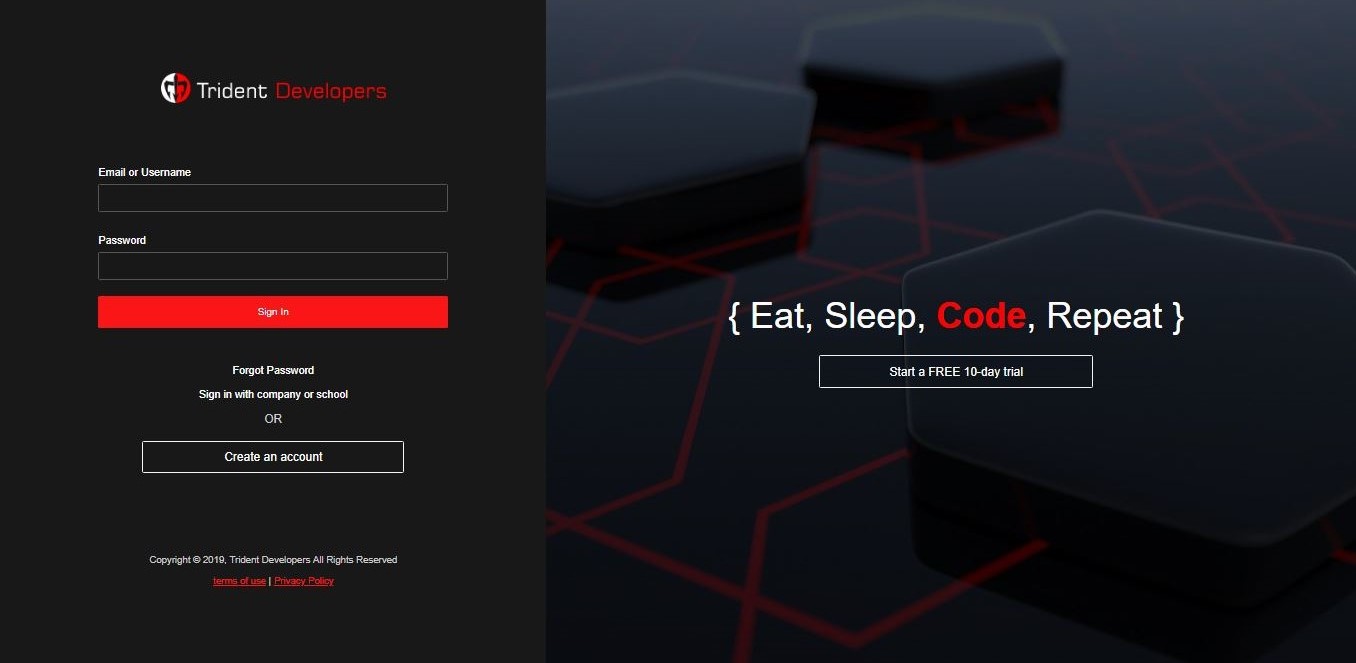 Trident Developers
Email or Username
Password
Sign In
Forgot Password
Sign in with company or school
OR
Create an account
Copyright © 2019, Trident Developers All Rights Reserved
terms of use | Privacy Policy
{ Eat, Sleep, Code, Repeat }
Start a FREE 10-day trial